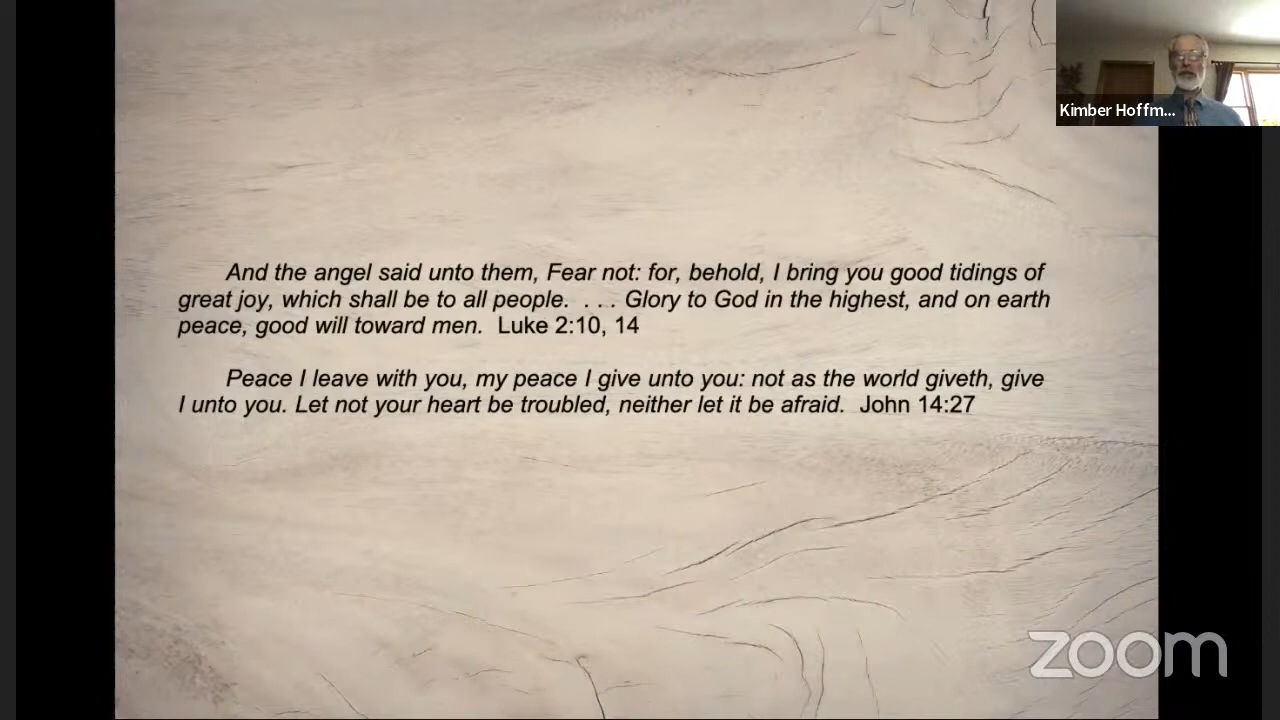 Kimber Hoffm...
And the angel said unto them, Fear not: for, behold, I bring you good tidings of
great joy, which shall be to all people.  . . . Glory to God in the highest, and on earth
peace, good will toward men.  Luke 2:10, 14
Peace I leave with you, my peace I give unto you: not as the world giveth, give
I unto you. Let not your heart be troubled, neither let it be afraid.  John 14:27
zoom